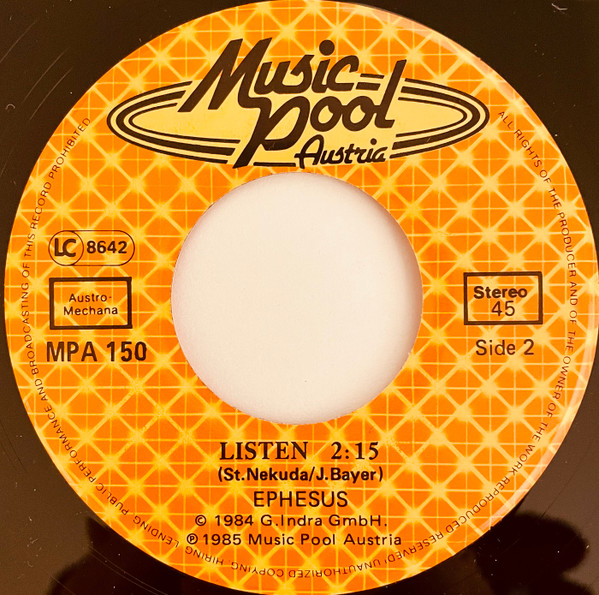 Music
Pool
Austria
ALL RIGHTS OF THE PRODUCER AND OF THE OWNER OF THE WORK REPRODUCED RESERVED! UNAUTHORIZED COPYING, HIRING, LENDING, PUBLIC PERFORMANCE AND BROADCASTING OF THIS RECORD PROHIBITED
LC 8642
Austro-
Mechana
MPA 150
Stereo
45
Side 2
LISTEN 2:15
(St.Nekuda/J.Bayer)
EPHESUS
© 1984 G.Indra GmbH.
℗ 1985 Music Pool Austria